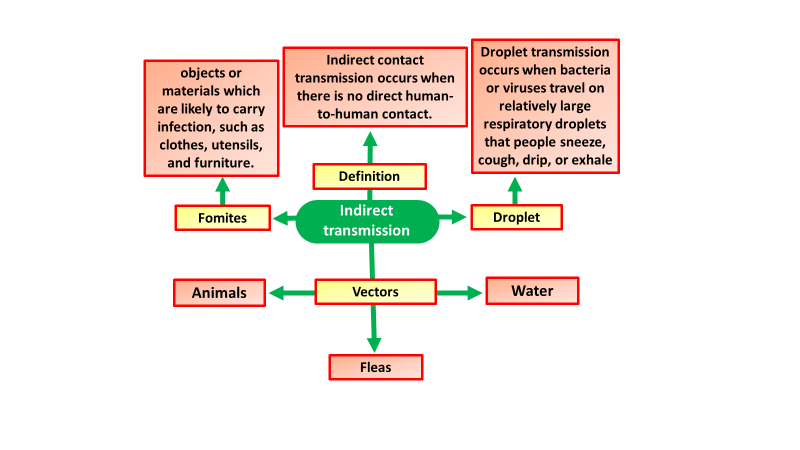 objects or
materials which
are likely to carry
infection, such as
clothes, utensils,
and furniture.
Indirect contact
transmission occurs when
there is no direct human-
to-human contact.
Droplet transmission
occurs when bacteria
or viruses travel on
relatively large
respiratory droplets
that people sneeze,
cough, drip, or exhale
Definition
Fomites
Indirect
transmission
Droplet
Animals
Vectors
Water
Fleas